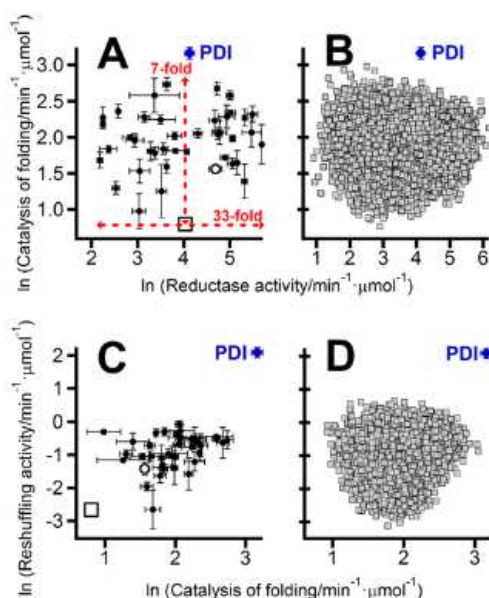 A
PDI
7-fold
33-fold
ln (Catalysis of folding/min⁻¹·μmol⁻¹)
3.0
2.5
2.0
1.5
1.0
2 3 4 5
B
PDI
1 2 3 4 5 6
ln (Reductase activity/min⁻¹·μmol⁻¹)
C
PDI
ln (Reshuffling activity/min⁻¹·μmol⁻¹)
2
1
0
-1
-2
-3
1 2 3
D
PDI
1 2 3
ln (Catalysis of folding/min⁻¹·μmol⁻¹)